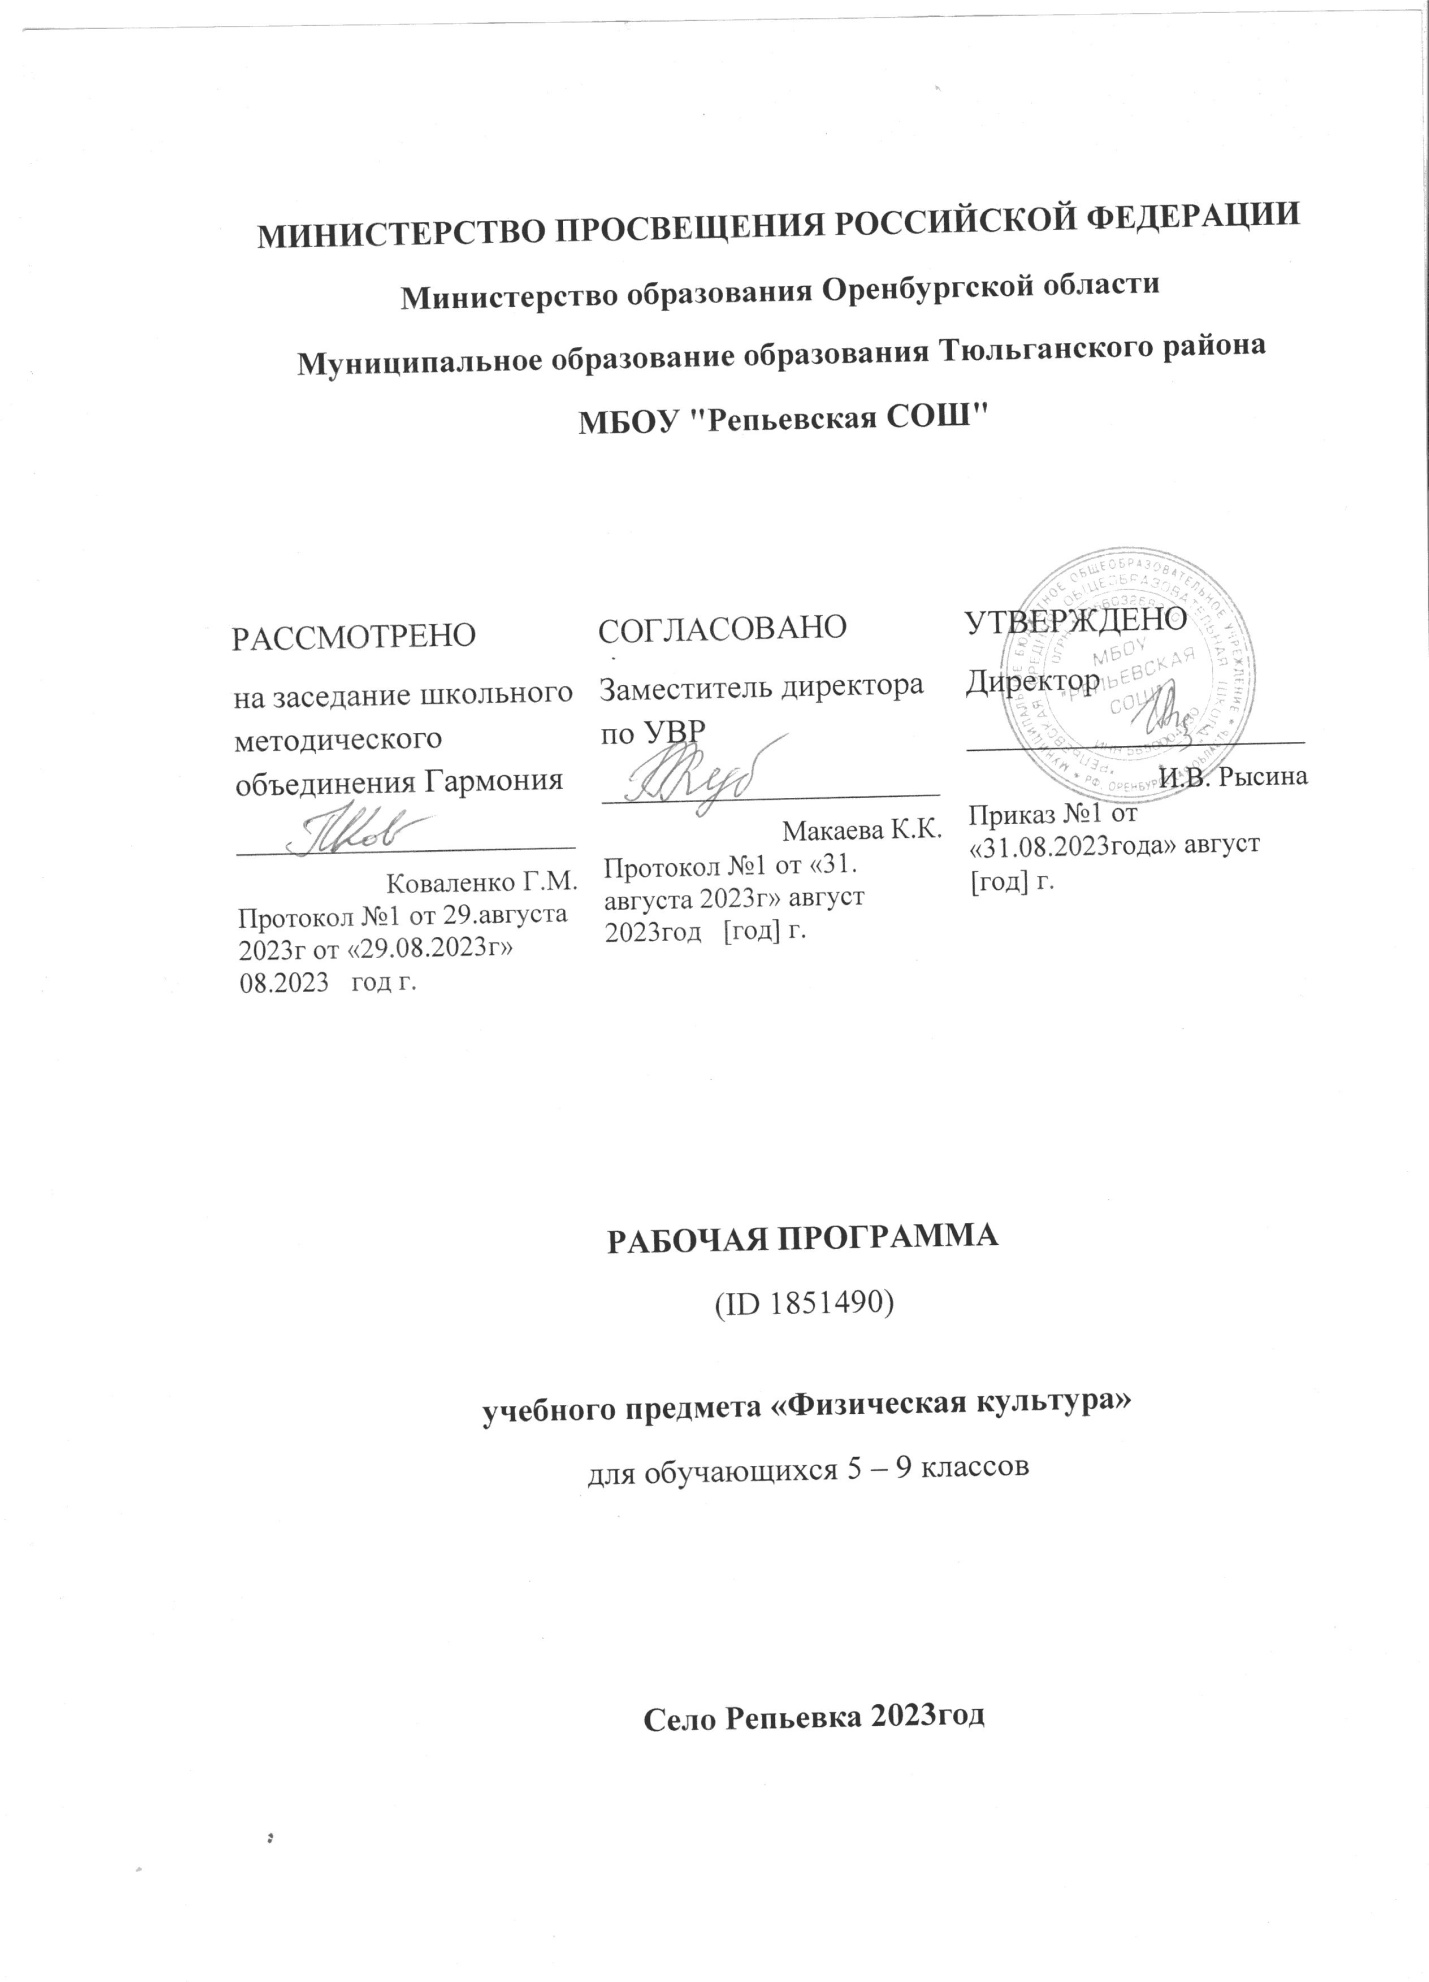 МИНИСТЕРСТВО ПРОСВЕЩЕНИЯ РОССИЙСКОЙ ФЕДЕРАЦИИ
Министерство образования Оренбургской области
Муниципальное образование образования Тюльганского района
МБОУ "Репьевская СОШ"
РАССМОТРЕНО
на заседание школьного
методического
объединения Гармония
Коваленко Г.М.
Протокол №1 от 29.августа
2023г от «29.08.2023г»
08.2023 год г.
СОГЛАСОВАНО
Заместитель директора
по УВР
Макаева К.К.
Протокол №1 от «31.
августа 2023г» август
2023год [год] г.
УТВЕРЖДЕНО
Директор
И.В. Рысина
Приказ №1 от
«31.08.2023года» август
[год] г.
МБОУ
"РЕПЬЕВСКАЯ
СОШ"
РАБОЧАЯ ПРОГРАММА
(ID 1851490)
учебного предмета «Физическая культура»
для обучающихся 5 – 9 классов
Село Репьевка 2023год